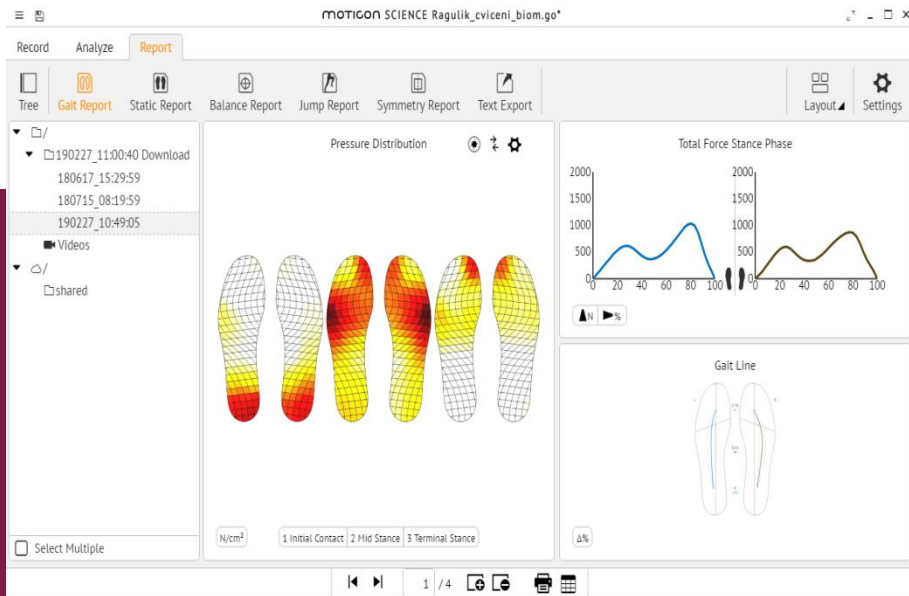 moticon SCIENCE Ragulik_cviceni_biom.go*
Record Analyze Report
Tree Gait Report Static Report Balance Report Jump Report Symmetry Report Text Export Layout Settings
/
190227_11:00:40 Download
180617_15:29:59
180715_08:19:59
190227_10:49:05
Videos
/
shared
Select Multiple
Pressure Distribution
N/cm²
1 Initial Contact 2 Mid Stance 3 Terminal Stance
Total Force Stance Phase
2000 2000
1500 1500
1000 1000
500 500
0 0
0 20 40 60 80 100 0 20 40 60 80 100
N %
Gait Line
L R
Δ%
1 /4